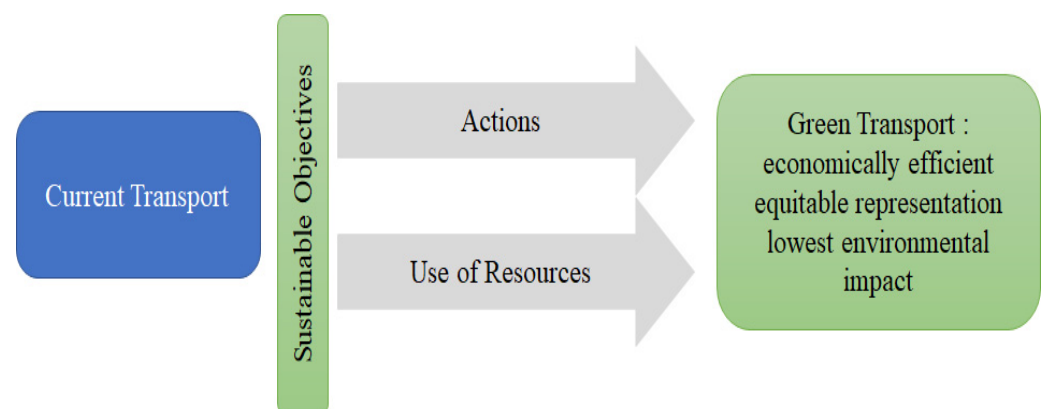 Current Transport
Sustainable Objectives
Actions
Use of Resources
Green Transport :
economically efficient
equitable representation
lowest environmental
impact